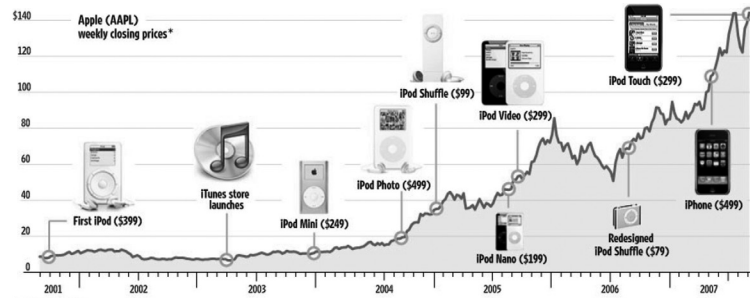 Apple (AAPL)
weekly closing prices*
$140
120
100
80
60
40
20
0
First iPod ($399)
iTunes store
launches
iPod Mini ($249)
iPod Photo ($499)
iPod Shuffle ($99)
iPod Video ($299)
iPod Nano ($199)
iPod Touch ($299)
Redesigned
iPod Shuffle ($79)
iPhone ($499)
2001 2002 2003 2004 2005 2006 2007